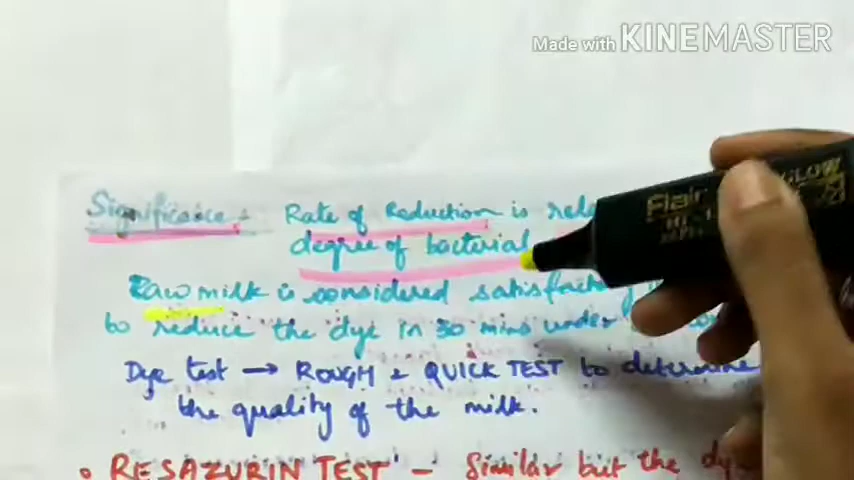 Made with KINEMASTER
Significance: Rate of Reduction is rel
degree of bacterial
Raw milk is considered satisfactory
to reduce the dye in 30 mins under
Dye test → ROUGH & QUICK TEST to determine
the quality of the milk.
• RESAZURIN TEST - Similar but the dye
Flair